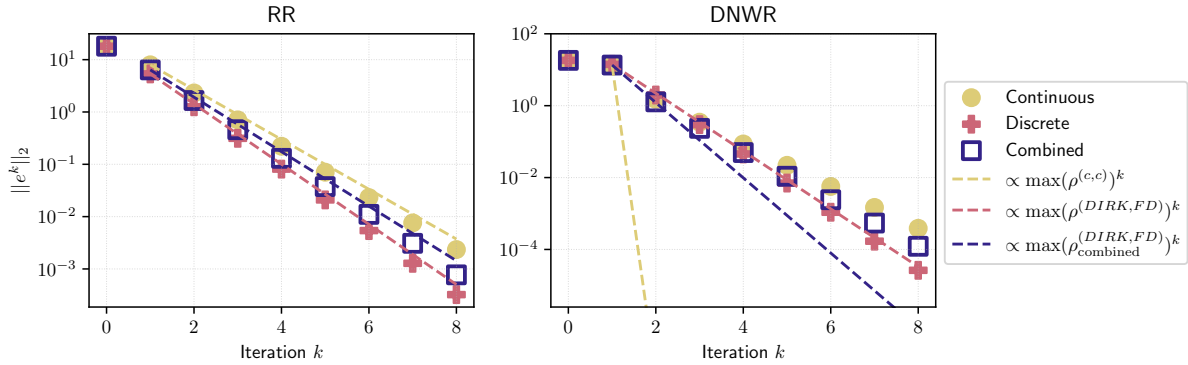 RR
DNWR
||e^k||_2
10^1
10^0
10^{-1}
10^{-2}
10^{-3}
0 2 4 6 8
Iteration k
10^2
10^0
10^{-2}
10^{-4}
0 2 4 6 8
Iteration k
Continuous
Discrete
Combined
∝ max(ρ^{(c,c)})^k
∝ max(ρ^{(DIRK,FD)})^k
∝ max(ρ_{combined}^{(DIRK,FD)})^k